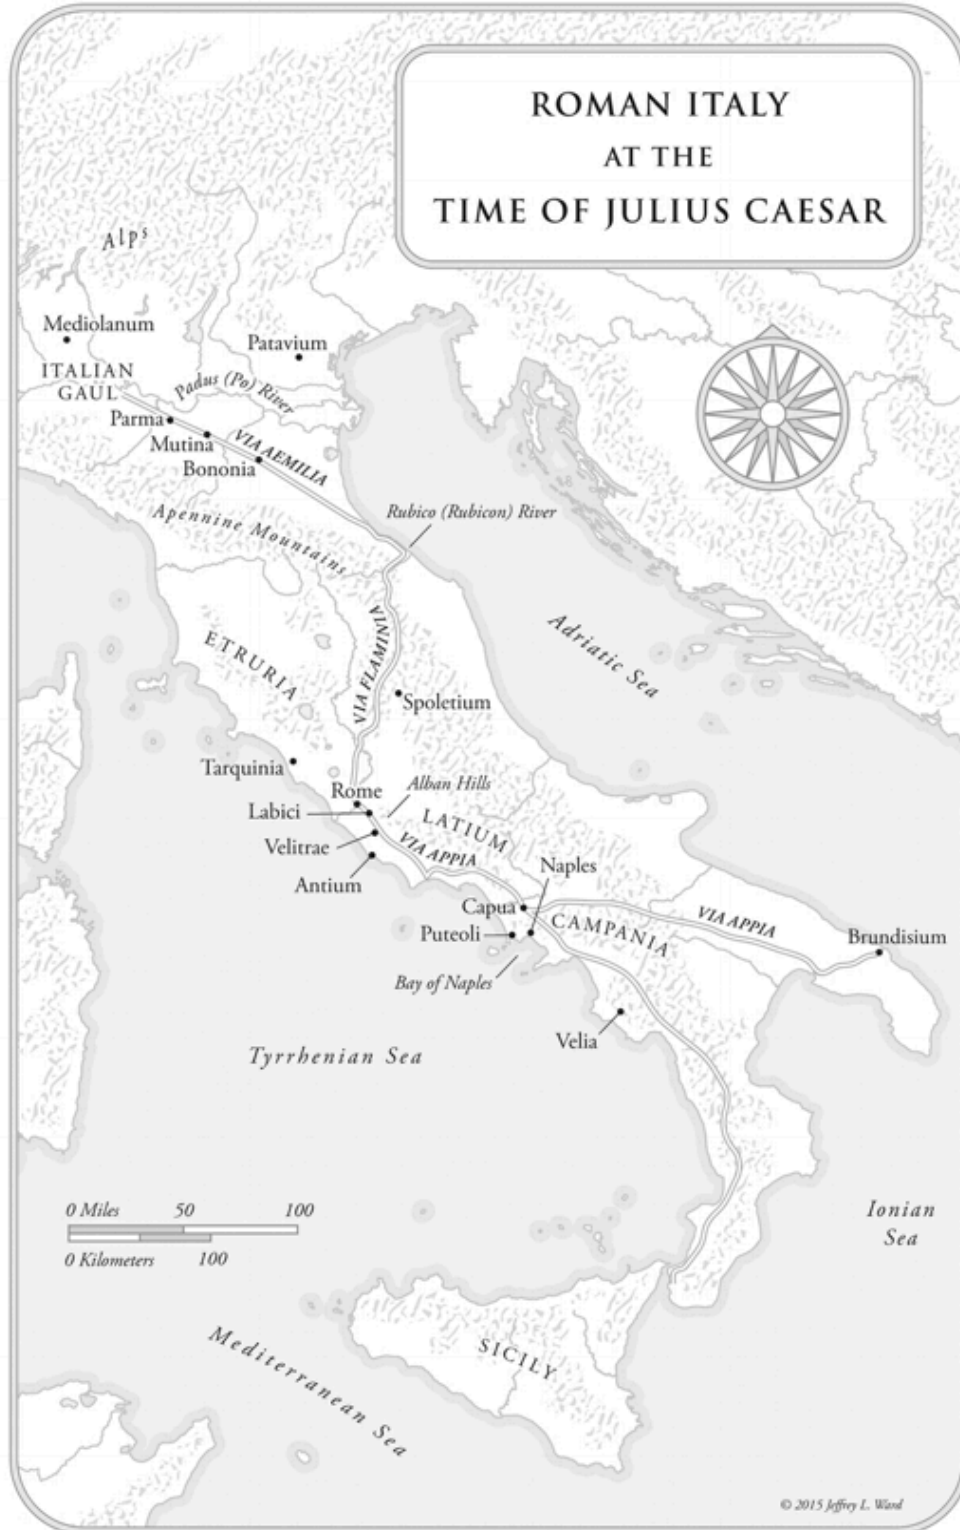 ROMAN ITALY
AT THE
TIME OF JULIUS CAESAR
Alps
Mediolanum
Patavium
ITALIAN
GAUL
Padus (Po) River
Parma
Mutina
VIA AEMILIA
Bononia
Rubico (Rubicon) River
Apennine Mountains
Adriatic Sea
ETRURIA
VIA FLAMINIA
Spoletium
Tarquinia
Rome
Alban Hills
Labici
LATIUM
Velitrae
VIA APPIA
Naples
Antium
Capua
CAMPANIA
VIA APPIA
Puteoli
Brundisium
Bay of Naples
Velia
Tyrrhenian Sea
0 Miles 50 100
0 Kilometers 100
Ionian
Sea
SICILY
Mediterranean Sea
© 2015 Jeffrey L. Ward